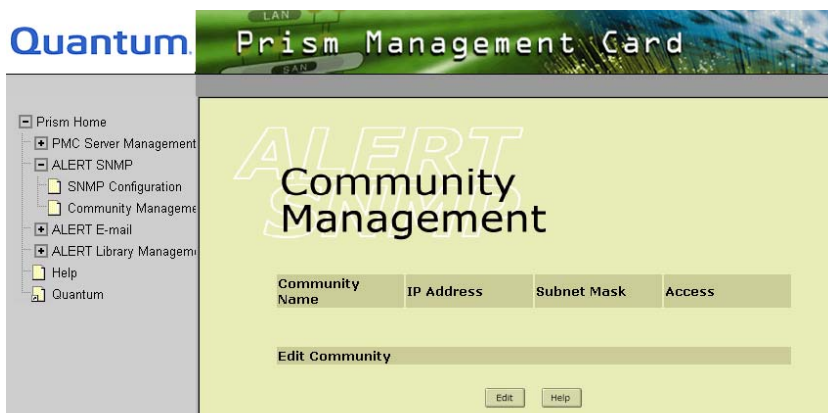 Quantum.
LAN
Prism Management Card
SAN
Prism Home
PMC Server Management
ALERT SNMP
SNMP Configuration
Community Manageme
ALERT E-mail
ALERT Library Managem
Help
Quantum
ALERT
SNMP
Community
Management
Community Name IP Address Subnet Mask Access
Edit Community
Edit Help